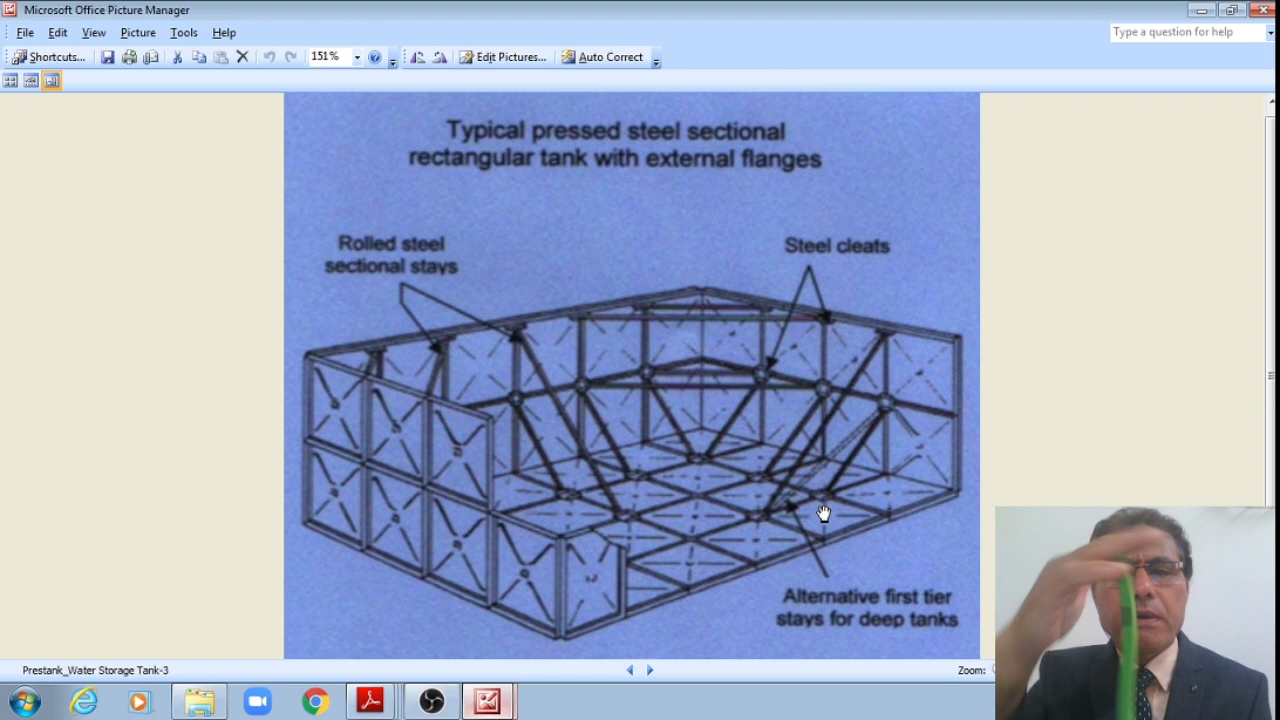 Microsoft Office Picture Manager
File Edit View Picture Tools Help
Type a question for help
Shortcuts... 151% Edit Pictures... Auto Correct
Typical pressed steel sectional
rectangular tank with external flanges
Rolled steel
sectional stays
Steel cleats
Alternative first tier
stays for deep tanks
Prestank_Water Storage Tank-3
Zoom: